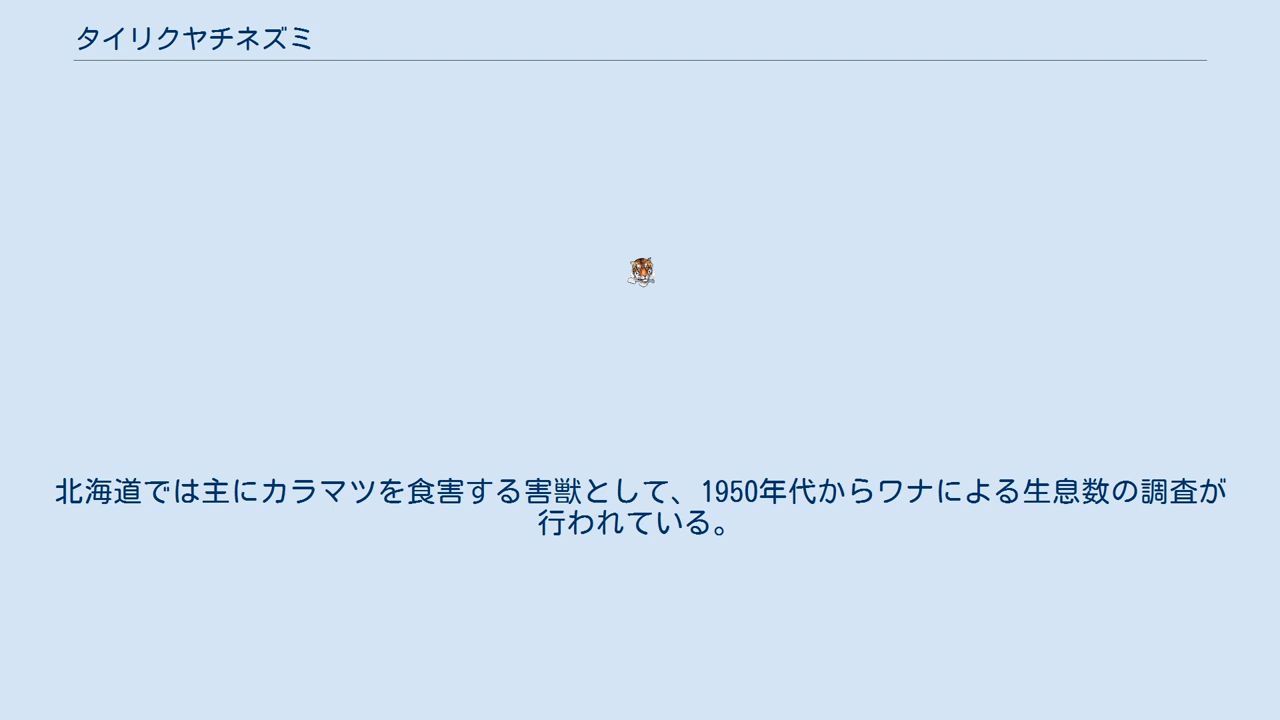 タイリクヤチネズミ
北海道では主にカラマツを食害する害獣として、1950年代からワナによる生息数の調査が
行われている。